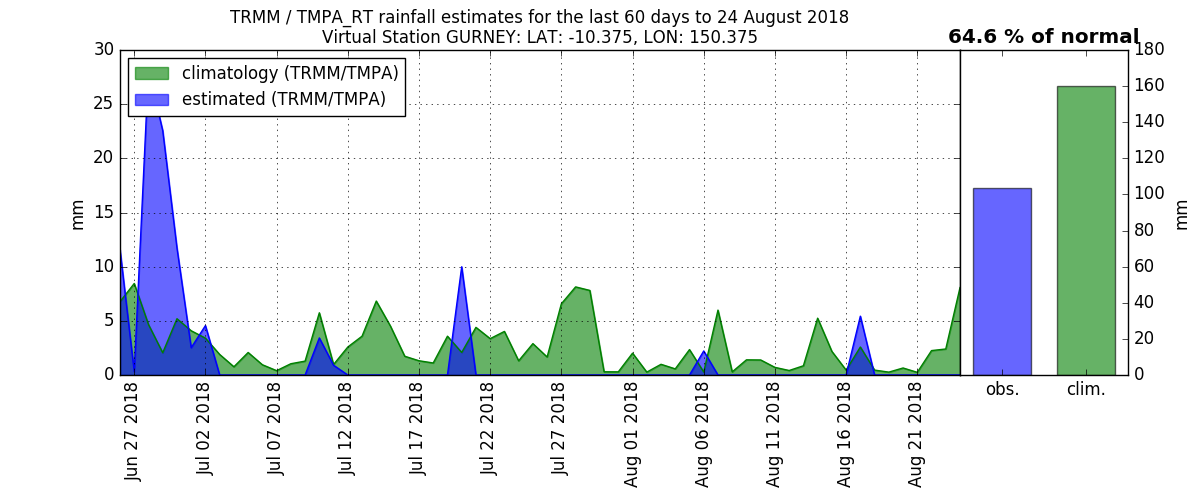 TRMM / TMPA_RT rainfall estimates for the last 60 days to 24 August 2018
Virtual Station GURNEY: LAT: -10.375, LON: 150.375
64.6 % of normal
climatology (TRMM/TMPA)
estimated (TRMM/TMPA)
30
25
20
15
10
5
0
mm
Jun 27 2018
Jul 02 2018
Jul 07 2018
Jul 12 2018
Jul 17 2018
Jul 22 2018
Jul 27 2018
Aug 01 2018
Aug 06 2018
Aug 11 2018
Aug 16 2018
Aug 21 2018
obs.
clim.
180
160
140
120
100
80
60
40
20
0
mm